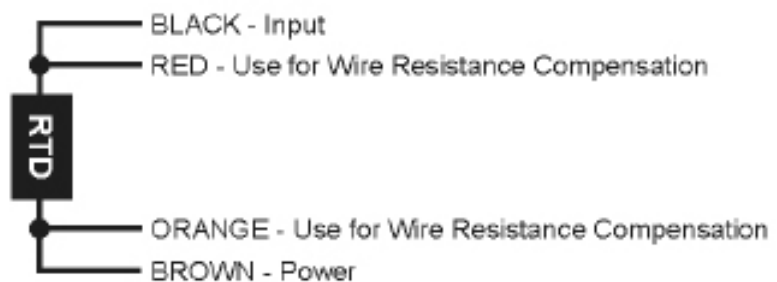 BLACK - Input
RED - Use for Wire Resistance Compensation
RTD
ORANGE - Use for Wire Resistance Compensation
BROWN - Power